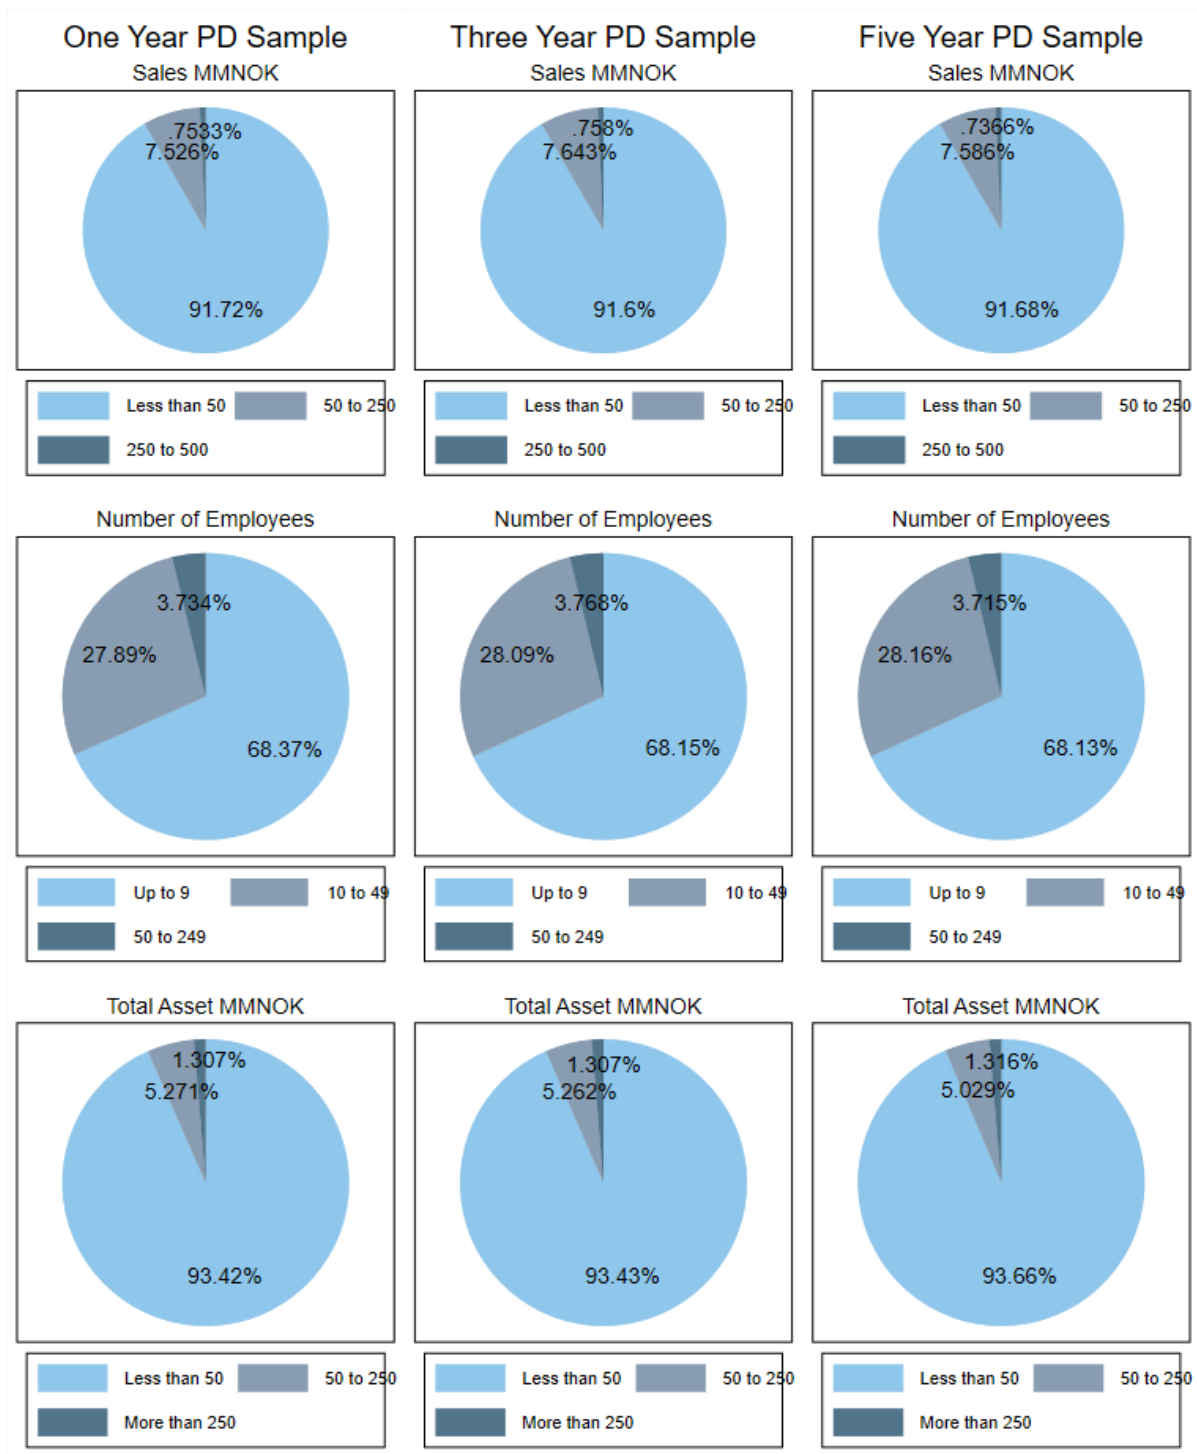 One Year PD Sample
Three Year PD Sample
Five Year PD Sample
Sales MMNOK
Sales MMNOK
Sales MMNOK
.7533%
7.526%
91.72%
.758%
7.643%
91.6%
.7366%
7.586%
91.68%
Less than 50 50 to 250
250 to 500
Less than 50 50 to 250
250 to 500
Less than 50 50 to 250
250 to 500
Number of Employees
Number of Employees
Number of Employees
3.734%
27.89%
68.37%
3.768%
28.09%
68.15%
3.715%
28.16%
68.13%
Up to 9 10 to 49
50 to 249
Up to 9 10 to 49
50 to 249
Up to 9 10 to 49
50 to 249
Total Asset MMNOK
Total Asset MMNOK
Total Asset MMNOK
1.307%
5.271%
93.42%
1.307%
5.262%
93.43%
1.316%
5.029%
93.66%
Less than 50 50 to 250
More than 250
Less than 50 50 to 250
More than 250
Less than 50 50 to 250
More than 250